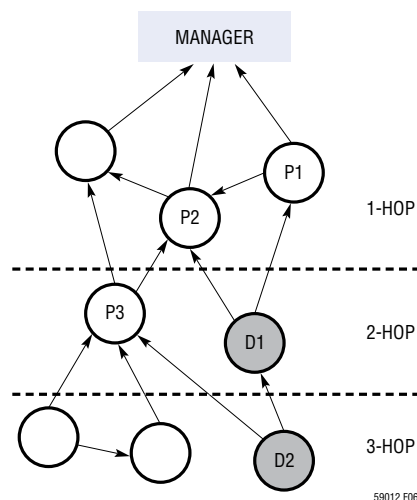 MANAGER
P1
P2
1-HOP
P3
D1
2-HOP
D2
3-HOP
59012 F06